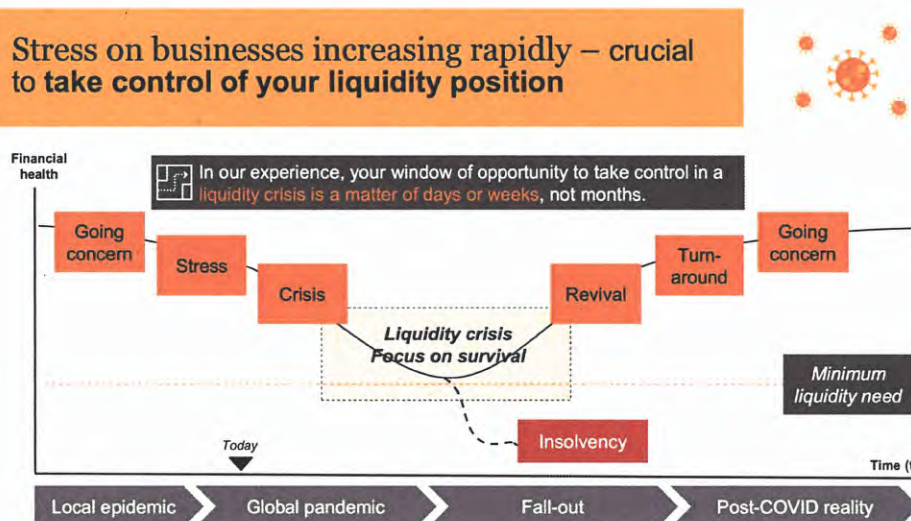 Stress on businesses increasing rapidly – crucial
to take control of your liquidity position
Financial
health
In our experience, your window of opportunity to take control in a
liquidity crisis is a matter of days or weeks, not months.
Going
concern
Stress
Crisis
Liquidity crisis
Focus on survival
Revival
Turn-
around
Going
concern
Minimum
liquidity need
Insolvency
Today
Time (t
Local epidemic
Global pandemic
Fall-out
Post-COVID reality